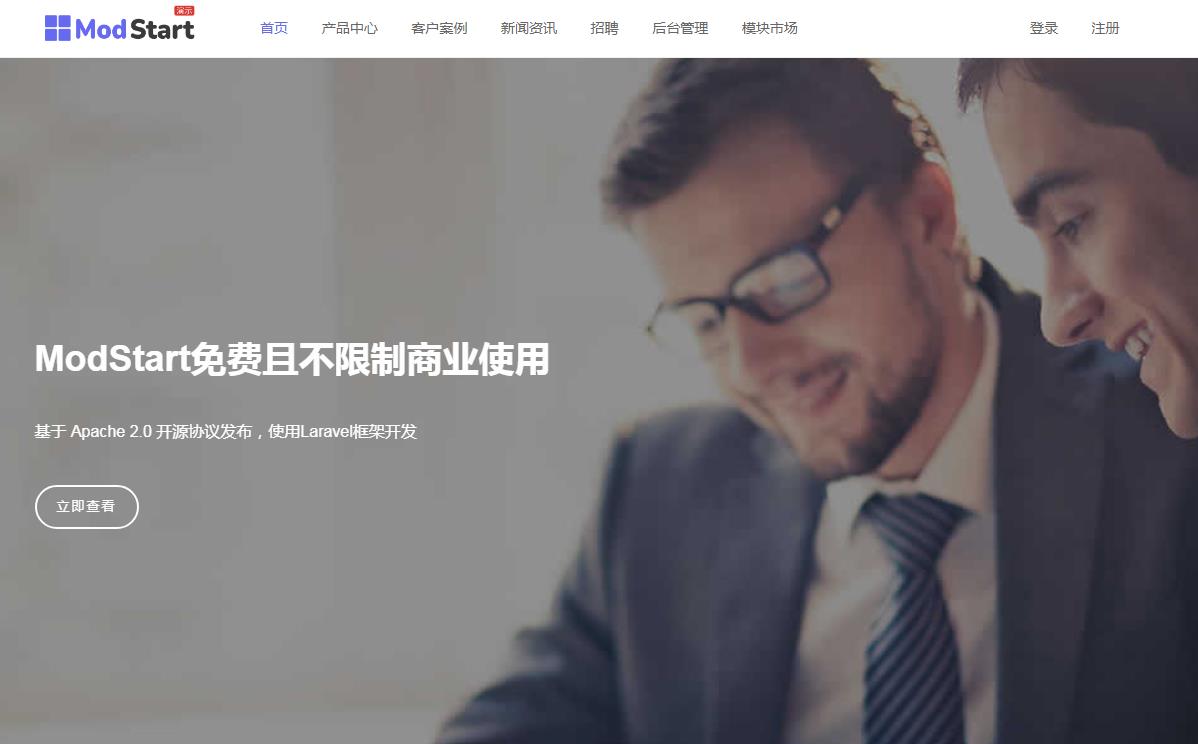 ModStart
演示
首页 产品中心 客户案例 新闻资讯 招聘 后台管理 模块市场 登录 注册
ModStart免费且不限制商业使用
基于 Apache 2.0 开源协议发布，使用Laravel框架开发
立即查看